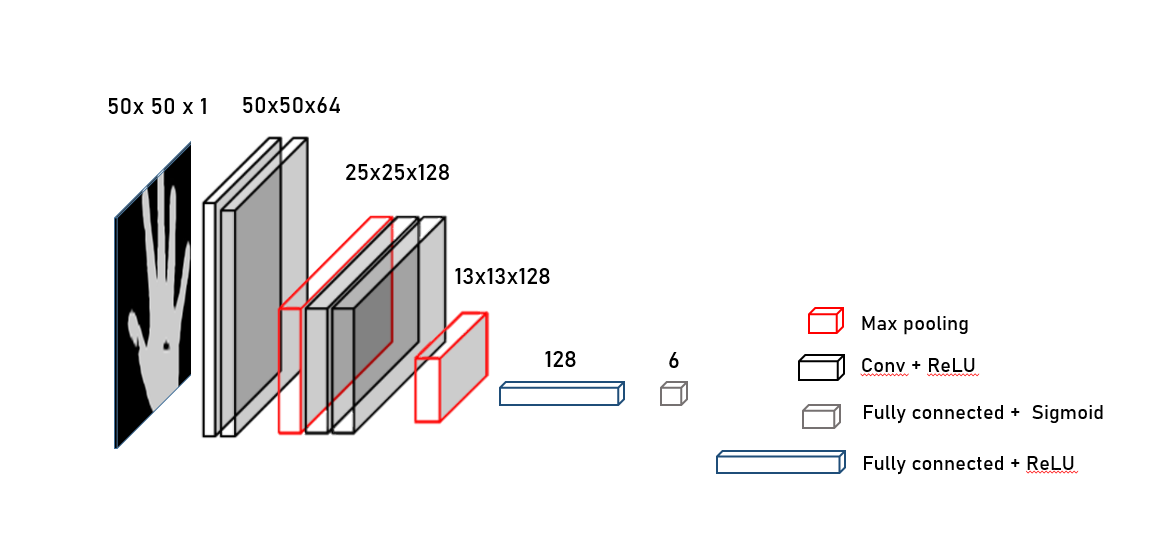 50x 50 x 1
50x50x64
25x25x128
13x13x128
128
6
Max pooling
Conv + ReLU
Fully connected + Sigmoid
Fully connected + ReLU